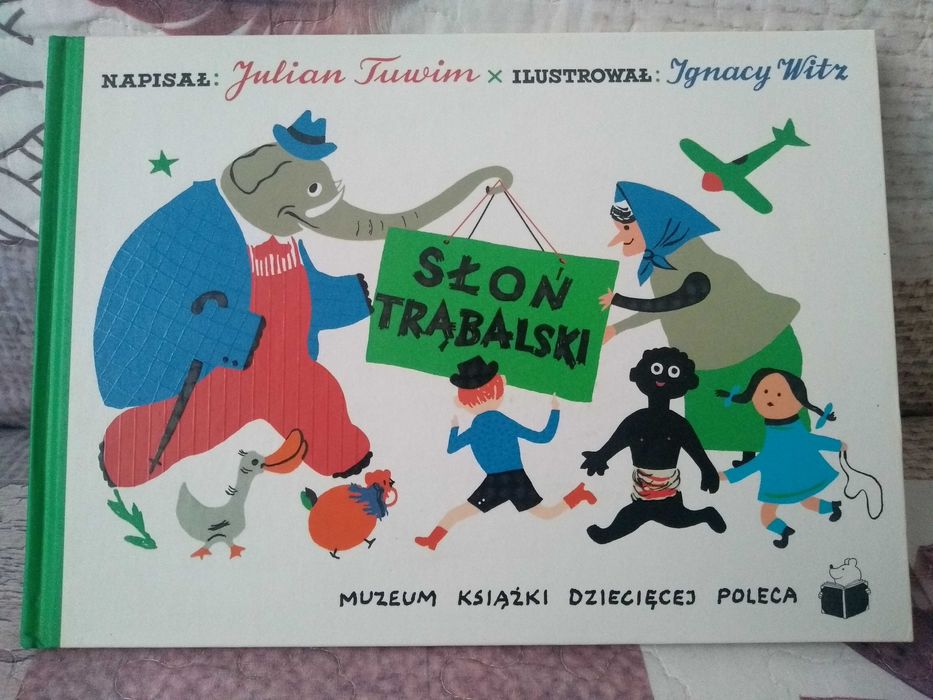 NAPISAŁ: Julian Tuwim × ILUSTROWAŁ: Ignacy Witz
SŁOŃ
TRĄBALSKI
MUZEUM KSIĄŻKI DZIECIĘCEJ POLECA